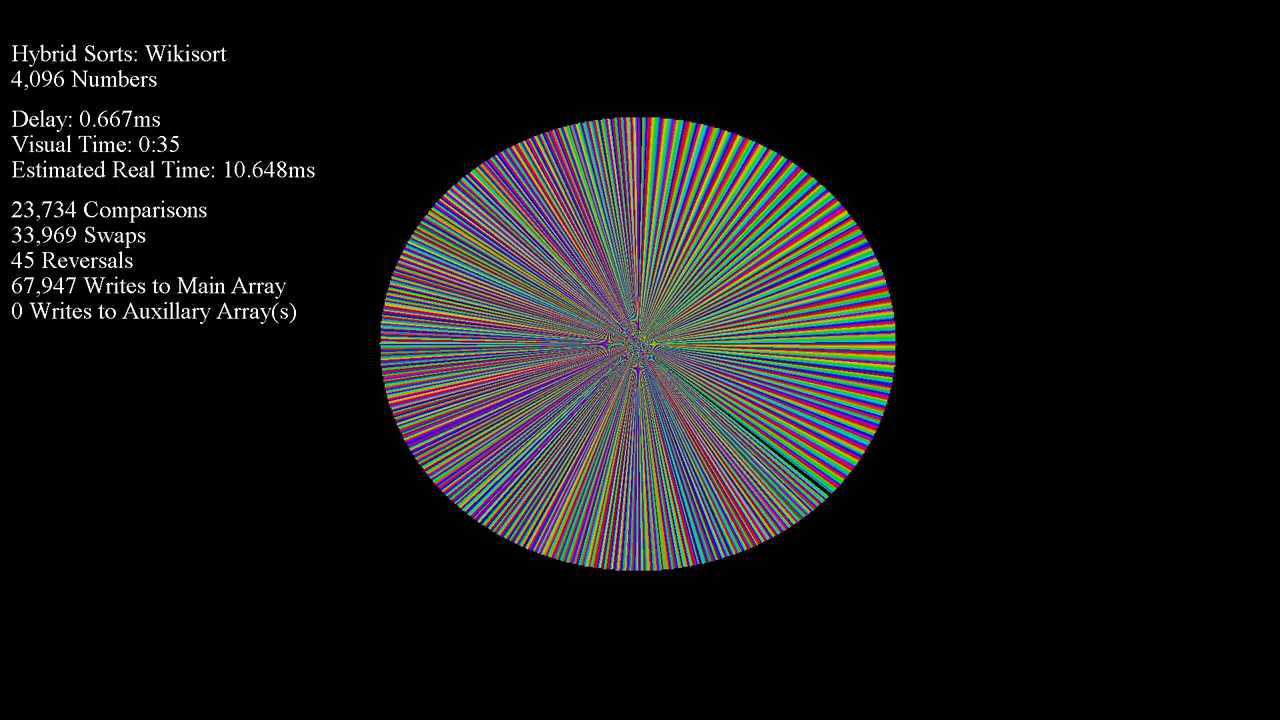 Hybrid Sorts: Wikisort
4,096 Numbers
Delay: 0.667ms
Visual Time: 0:35
Estimated Real Time: 10.648ms
23,734 Comparisons
33,969 Swaps
45 Reversals
67,947 Writes to Main Array
0 Writes to Auxillary Array(s)